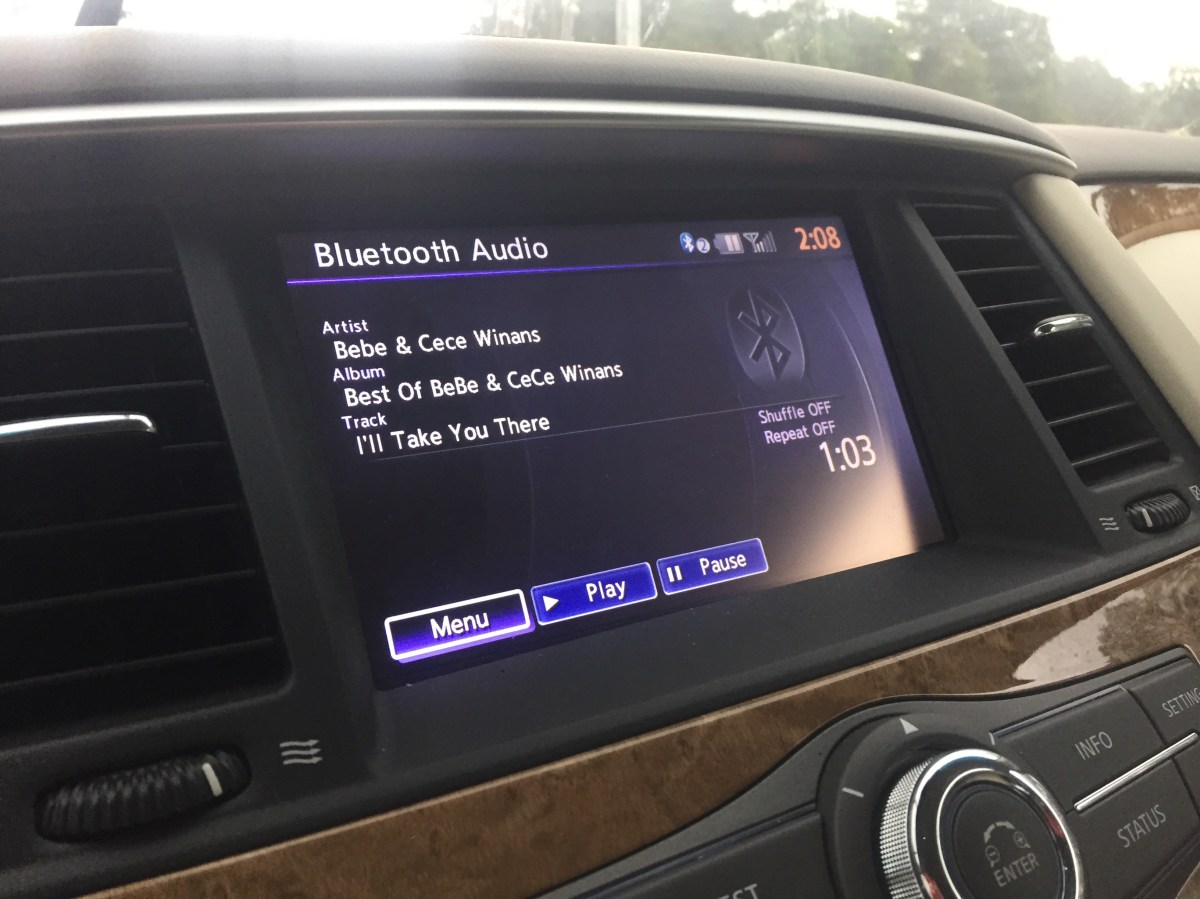 Bluetooth Audio
2
2:08
Artist
Bebe & Cece Winans
Album
Best Of BeBe & CeCe Winans
Track
I'll Take You There
Shuffle OFF
Repeat OFF
1:03
Menu
Play
Pause
INFO
STATUS
ENTER